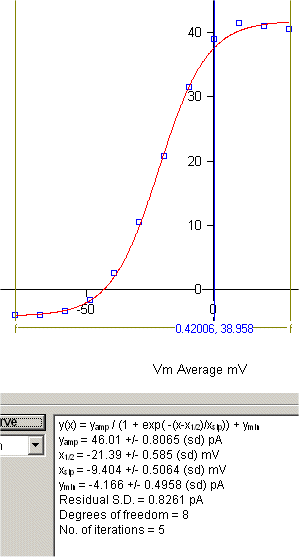 40
30
20
10
0
-50
0
f
0.42006, 38.958
f
Vm Average mV
rve
y(x) = yamp / (1 + exp( -(x-x1/2)/xslp)) + ymin
yamp = 46.01 +/- 0.8065 (sd) pA
x1/2 = -21.39 +/- 0.585 (sd) mV
xslp = -9.404 +/- 0.5064 (sd) mV
ymin = -4.166 +/- 0.4958 (sd) pA
Residual S.D. = 0.8261 pA
Degrees of freedom = 8
No. of iterations = 5